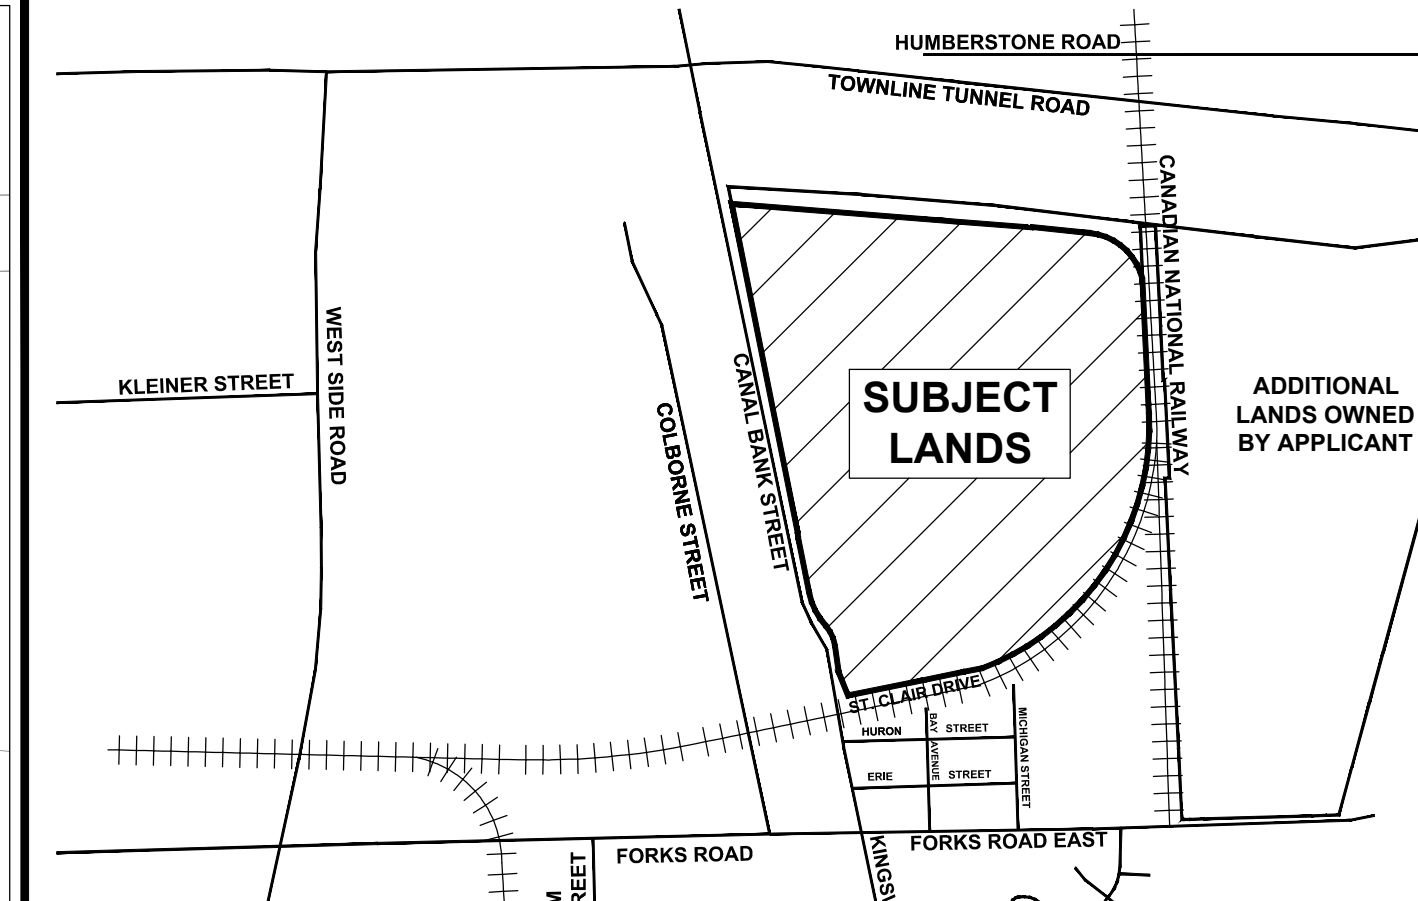 HUMBERSTONE ROAD
TOWNLINE TUNNEL ROAD
CANADIAN NATIONAL RAILWAY
WEST SIDE ROAD
KLEINER STREET
COLBORNE STREET
CANAL BANK STREET
SUBJECT
LANDS
ADDITIONAL
LANDS OWNED
BY APPLICANT
ST. CLAIR DRIVE
HURON STREET
BAY AVENUE
MICHIGAN STREET
ERIE STREET
FORKS ROAD
FORKS ROAD EAST